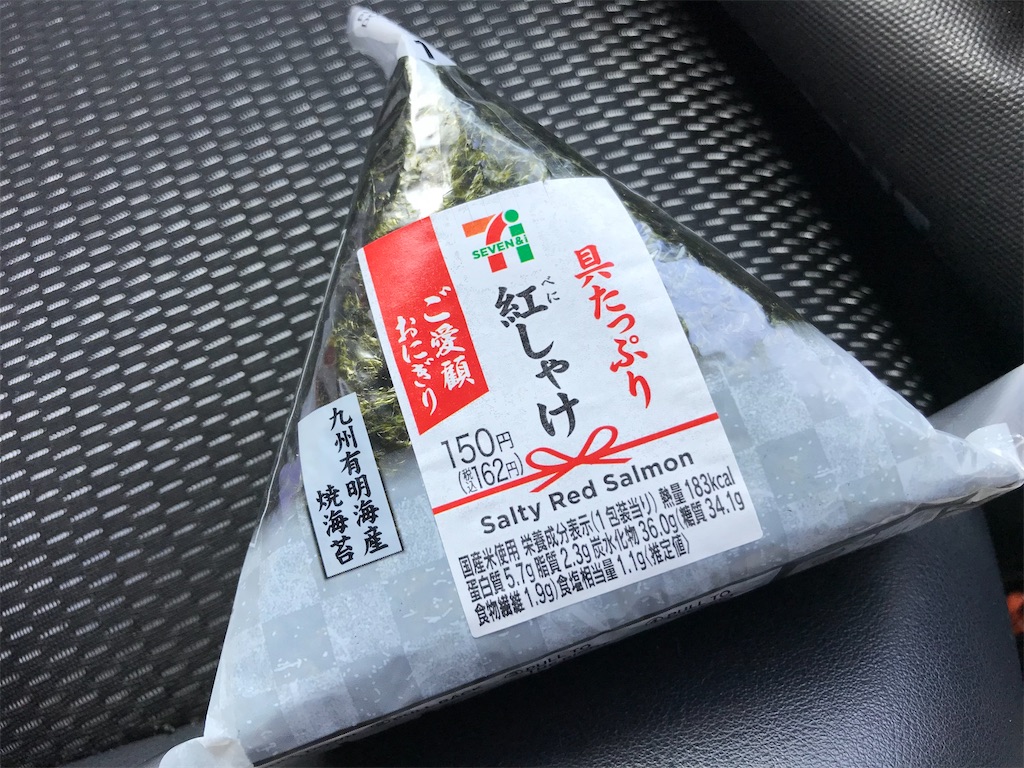 1
SEVEN&i
具たっぷり
べに
紅しゃけ
ご愛顧
おにぎり
150円
(税込162円)
Salty Red Salmon
国産米使用 栄養成分表示(1包装当り) 熱量183kcal
蛋白質5.7g脂質2.3g炭水化物36.0g(糖質34.1g
食物繊維1.9g)食塩相当量1.1g(推定値)
九州有明海産
焼海苔